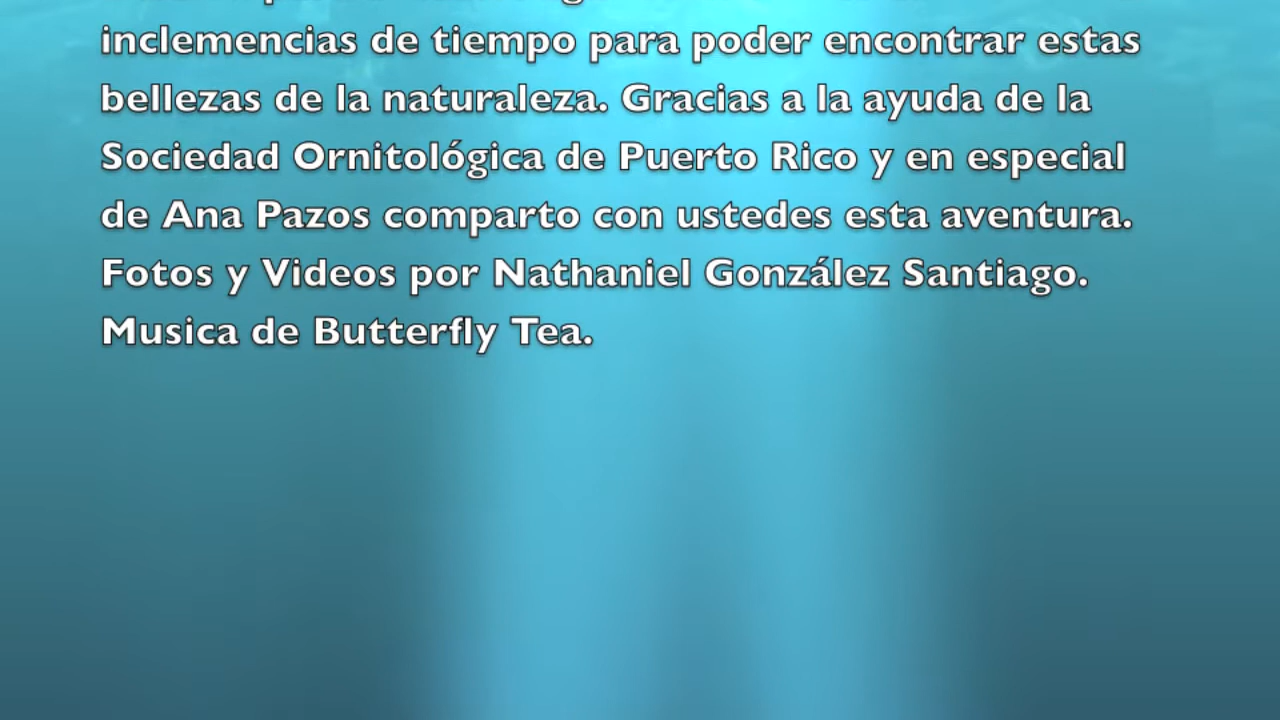 inclemencias de tiempo para poder encontrar estas
bellezas de la naturaleza. Gracias a la ayuda de la
Sociedad Ornitológica de Puerto Rico y en especial
de Ana Pazos comparto con ustedes esta aventura.
Fotos y Videos por Nathaniel González Santiago.
Musica de Butterfly Tea.